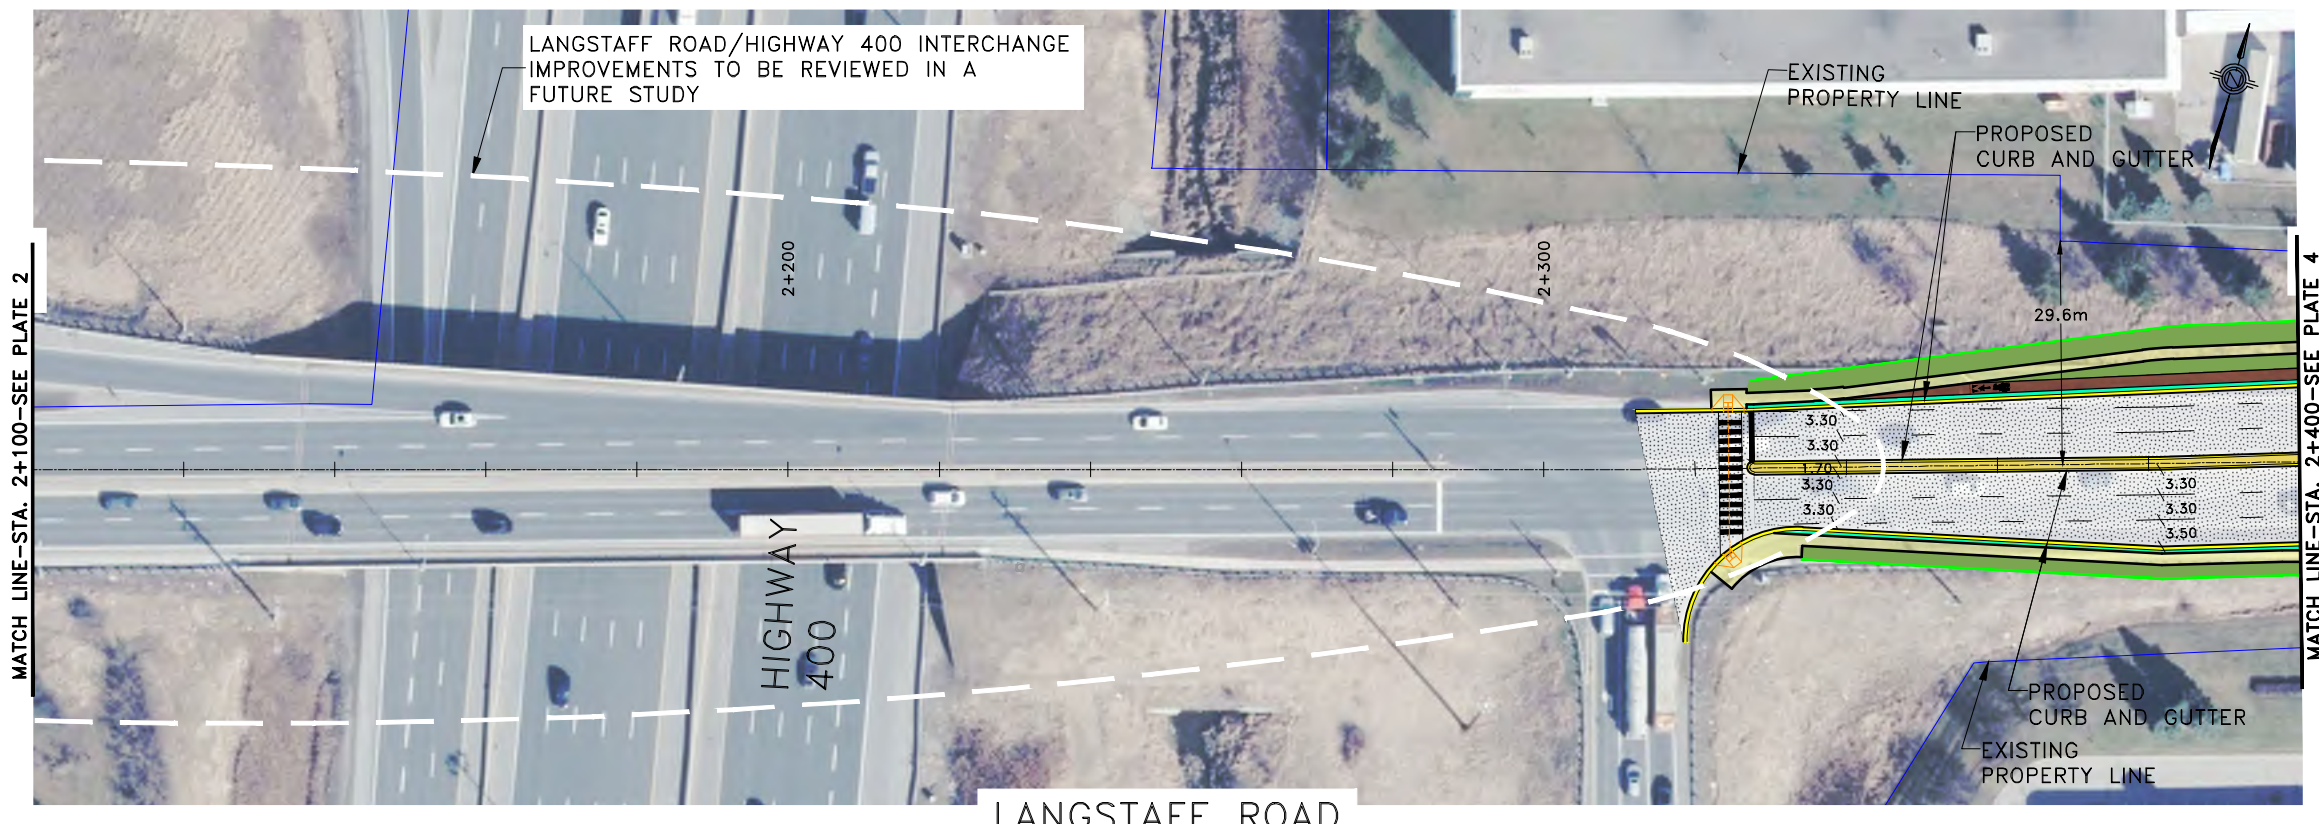 LANGSTAFF ROAD/HIGHWAY 400 INTERCHANGE
IMPROVEMENTS TO BE REVIEWED IN A
FUTURE STUDY
EXISTING
PROPERTY LINE
PROPOSED
CURB AND GUTTER
N
MATCH LINE-STA. 2+100-SEE PLATE 2
2+200
2+300
29.6m
MATCH LINE-STA. 2+400-SEE PLATE 4
3.30
3.30
1.70
3.30
3.30
3.30
3.30
3.50
HIGHWAY
400
PROPOSED
CURB AND GUTTER
EXISTING
PROPERTY LINE
LANGSTAFF ROAD